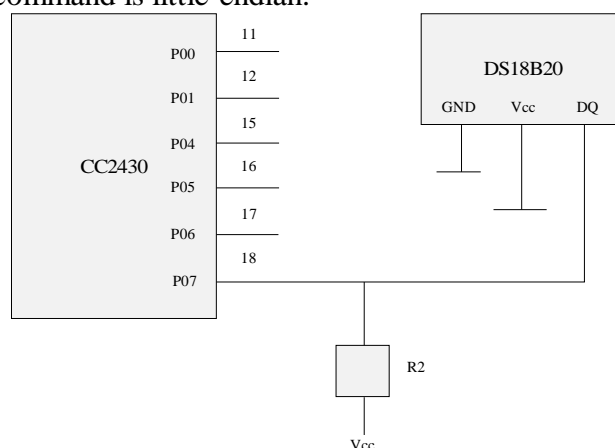 command is little-endian.
11
P00
12
P01
15
P04
CC2430
16
P05
17
P06
18
P07
DS18B20
GND Vcc DQ
R2
Vcc